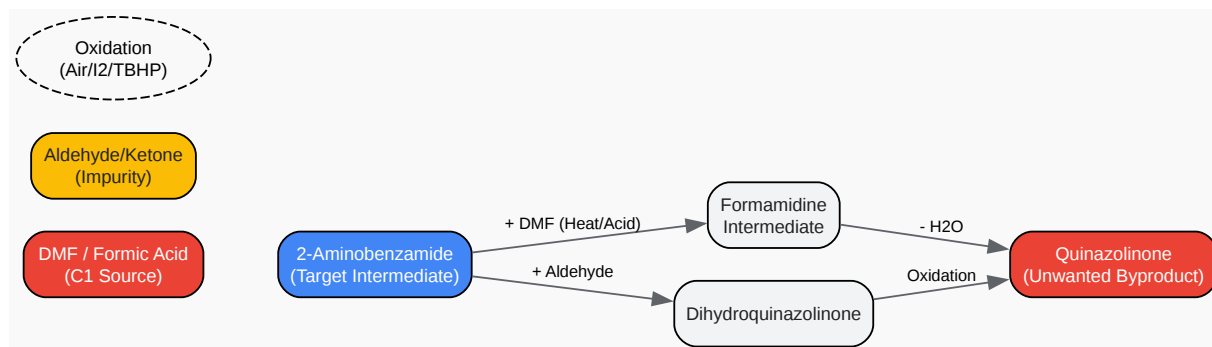 Oxidation
(Air/I2/TBHP)
Aldehyde/Ketone
(Impurity)
DMF / Formic Acid
(C1 Source)
2-Aminobenzamide
(Target Intermediate)
+ DMF (Heat/Acid)
+ Aldehyde
Formamidine
Intermediate
Dihydroquinazolinone
- H2O
Oxidation
Quinazolinone
(Unwanted Byproduct)